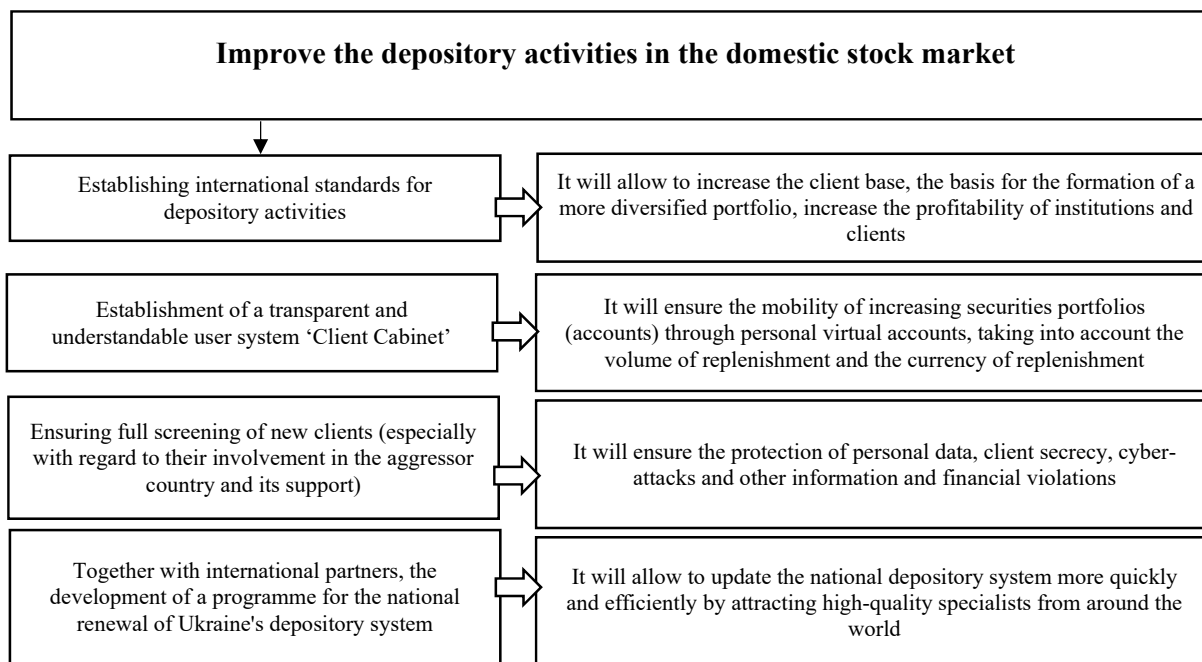 Improve the depository activities in the domestic stock market
Establishing international standards for
depository activities
It will allow to increase the client base, the basis for the formation of a
more diversified portfolio, increase the profitability of institutions and
clients
Establishment of a transparent and
understandable user system ‘Client Cabinet’
It will ensure the mobility of increasing securities portfolios
(accounts) through personal virtual accounts, taking into account the
volume of replenishment and the currency of replenishment
Ensuring full screening of new clients (especially
with regard to their involvement in the aggressor
country and its support)
It will ensure the protection of personal data, client secrecy, cyber-
attacks and other information and financial violations
Together with international partners, the
development of a programme for the national
renewal of Ukraine's depository system
It will allow to update the national depository system more quickly
and efficiently by attracting high-quality specialists from around the
world